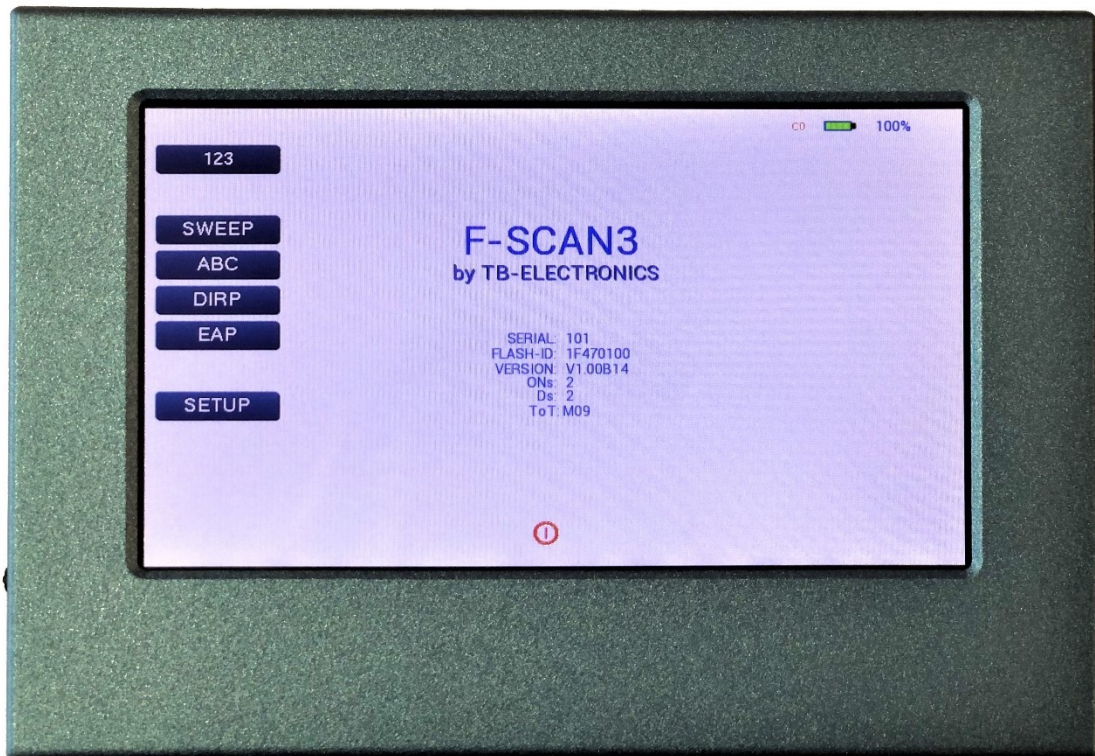 C0 100%
123
SWEEP
ABC
DIRP
EAP
SETUP
F-SCAN3
by TB-ELECTRONICS
SERIAL: 101
FLASH-ID: 1F470100
VERSION: V1.00B14
ONs: 2
Ds: 2
ToT: M09